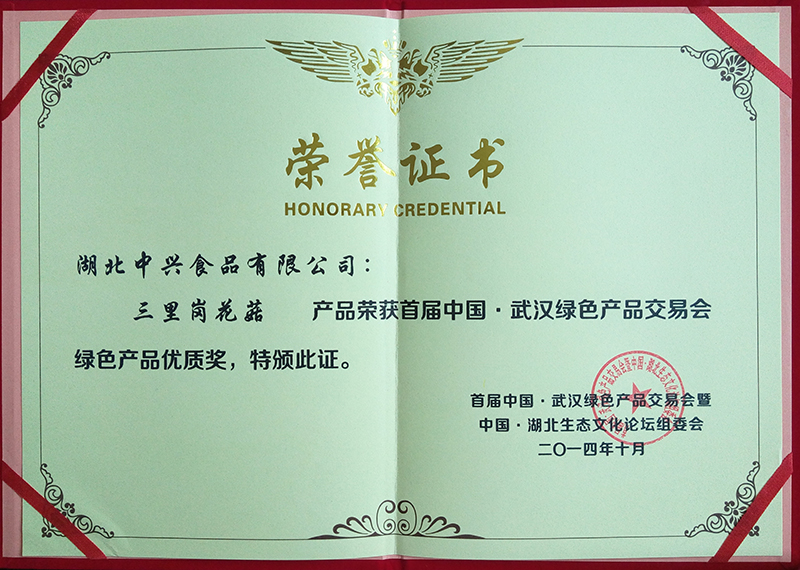 荣誉证书
HONORARY CREDENTIAL
湖北中兴食品有限公司：
三里岗花菇 产品荣获首届中国·武汉绿色产品交易会
绿色产品优质奖，特颁此证。
首届中国·武汉绿色产品交易会暨
中国·湖北生态文化论坛组委会
二〇一四年十月